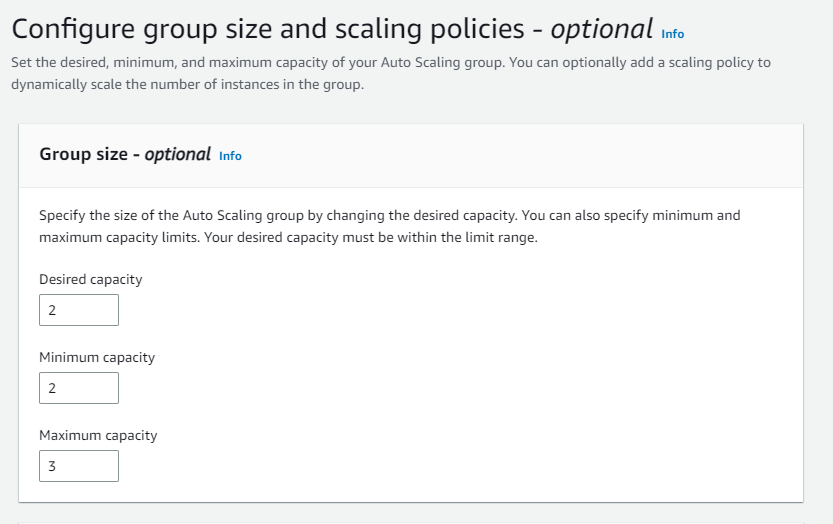 Configure group size and scaling policies - optional Info
Set the desired, minimum, and maximum capacity of your Auto Scaling group. You can optionally add a scaling policy to
dynamically scale the number of instances in the group.
Group size - optional Info
Specify the size of the Auto Scaling group by changing the desired capacity. You can also specify minimum and
maximum capacity limits. Your desired capacity must be within the limit range.
Desired capacity
2
Minimum capacity
2
Maximum capacity
3